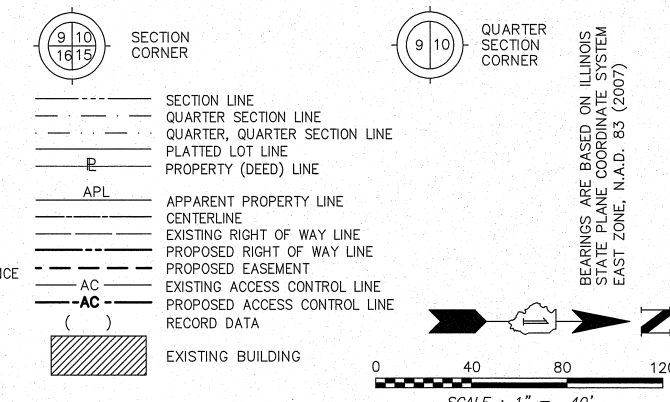 9 10
16 15
SECTION
CORNER
9 10
QUARTER
SECTION
CORNER
SECTION LINE
QUARTER SECTION LINE
QUARTER, QUARTER SECTION LINE
PLATTED LOT LINE
PROPERTY (DEED) LINE
APL
APPARENT PROPERTY LINE
CENTERLINE
EXISTING RIGHT OF WAY LINE
PROPOSED RIGHT OF WAY LINE
PROPOSED EASEMENT
AC
EXISTING ACCESS CONTROL LINE
AC
PROPOSED ACCESS CONTROL LINE
( )
RECORD DATA
EXISTING BUILDING
BEARINGS ARE BASED ON ILLINOIS
STATE PLANE COORDINATE SYSTEM
EAST ZONE, N.A.D. 83 (2007)
0 40 80
SCALE : 1" = 40'